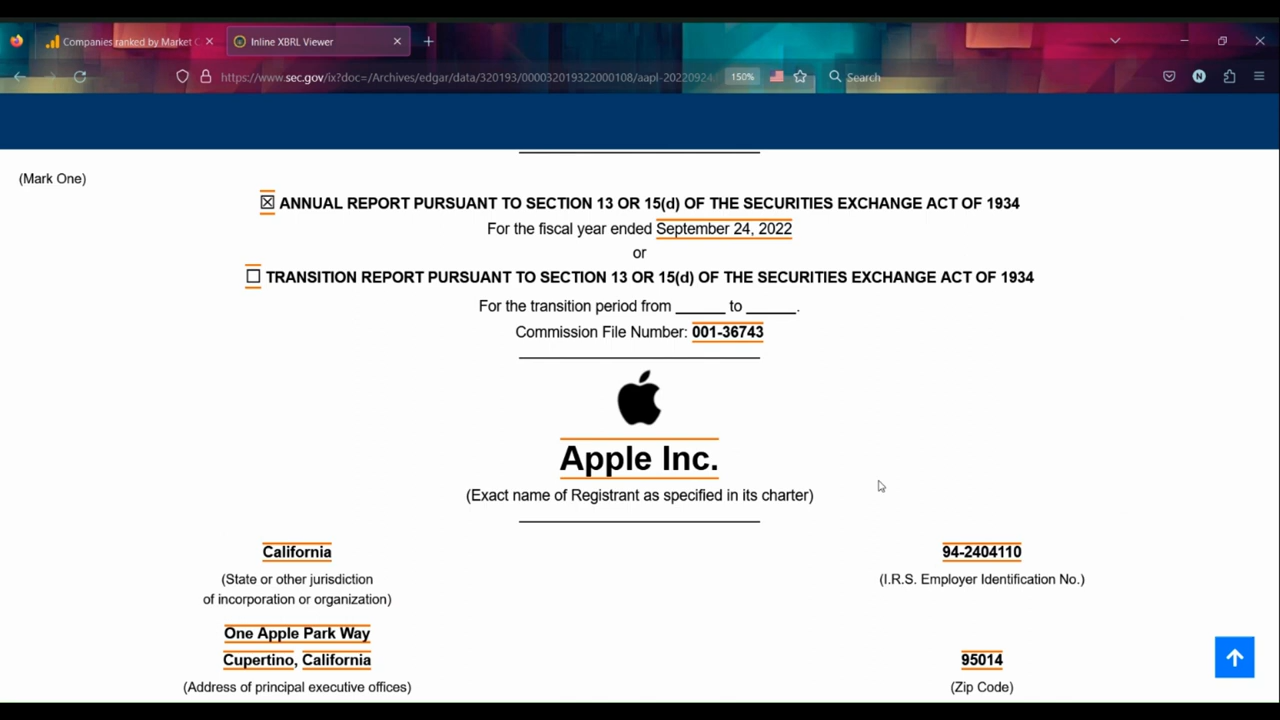 Companies ranked by Market C
Inline XBRL Viewer
https://www.sec.gov/ix?doc=/Archives/edgar/data/320193/000032019322000108/aapl-20220924.
150%
Search
N
(Mark One)
☒ ANNUAL REPORT PURSUANT TO SECTION 13 OR 15(d) OF THE SECURITIES EXCHANGE ACT OF 1934
For the fiscal year ended September 24, 2022
or
☐ TRANSITION REPORT PURSUANT TO SECTION 13 OR 15(d) OF THE SECURITIES EXCHANGE ACT OF 1934
For the transition period from ______ to ______.
Commission File Number: 001-36743
Apple Inc.
(Exact name of Registrant as specified in its charter)
California
(State or other jurisdiction
of incorporation or organization)
94-2404110
(I.R.S. Employer Identification No.)
One Apple Park Way
Cupertino, California
(Address of principal executive offices)
95014
(Zip Code)